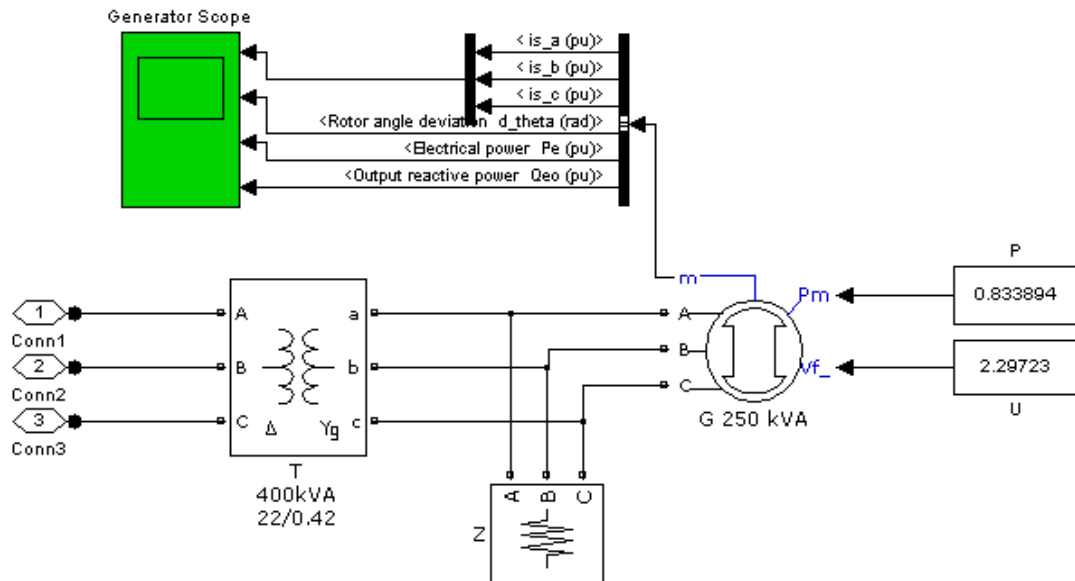 Generator Scope
< is_a (pu)>
< is_b (pu)>
< is_c (pu)>
<Rotor angle deviation d_theta (rad)>
<Electrical power Pe (pu)>
<Output reactive power Qeo (pu)>
m
P
Pm
0.833894
1
Conn1
A
a
A
2
Conn2
B
b
B
Vf_
2.29723
U
3
Conn3
C
Δ
Yg
c
C
G 250 kVA
T
400kVA
22/0.42
A
B
C
Z